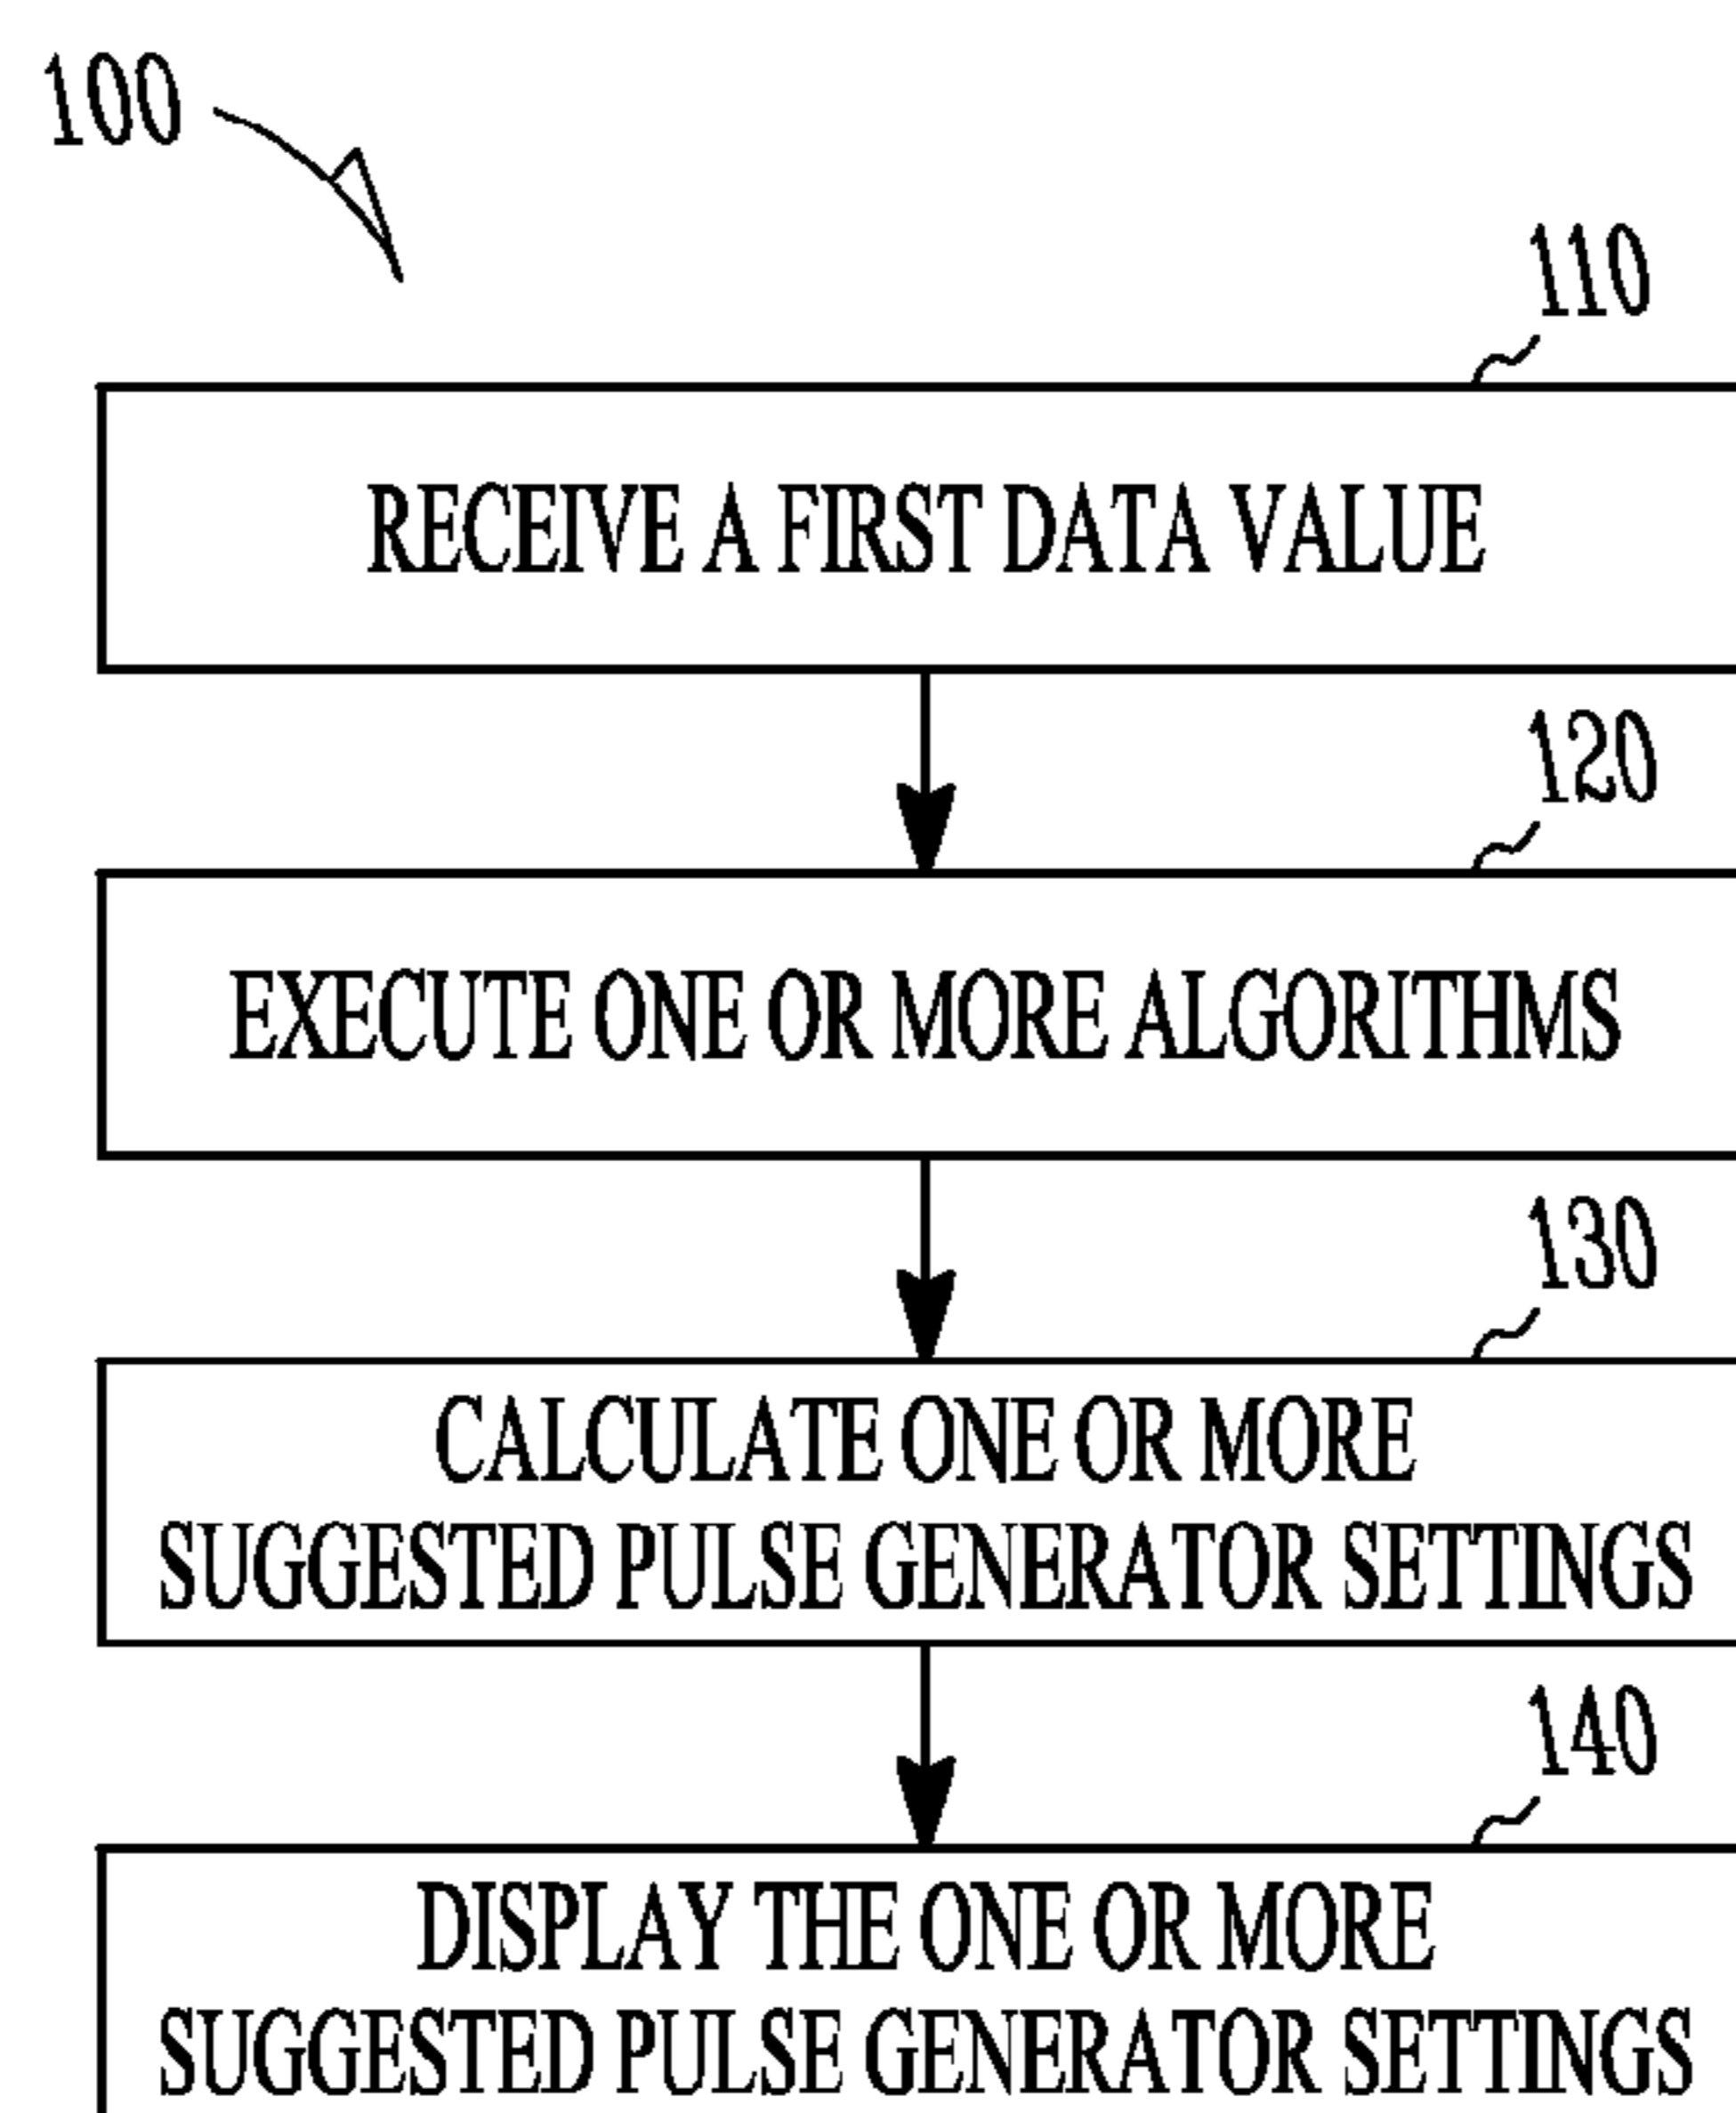 100
110
RECEIVE A FIRST DATA VALUE
120
EXECUTE ONE OR MORE ALGORITHMS
130
CALCULATE ONE OR MORE
SUGGESTED PULSE GENERATOR SETTINGS
140
DISPLAY THE ONE OR MORE
SUGGESTED PULSE GENERATOR SETTINGS